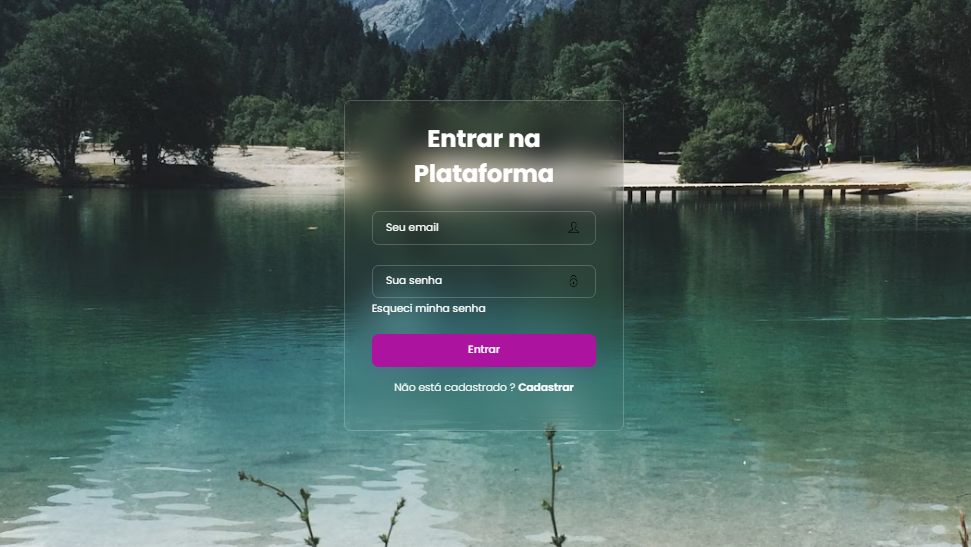 Entrar na
Plataforma
Seu email
Sua senha
Esqueci minha senha
Entrar
Não está cadastrado ? Cadastrar